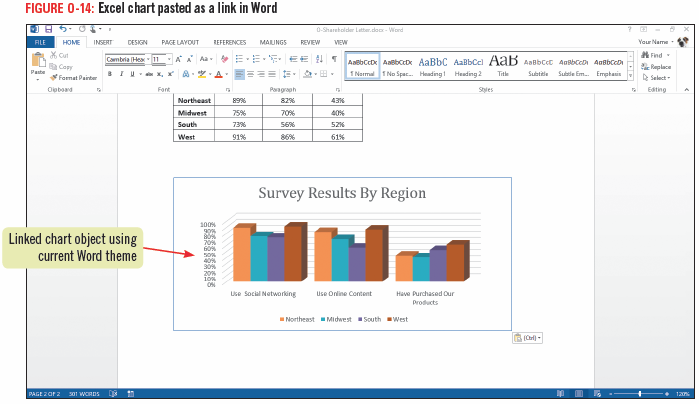 FIGURE O-14: Excel chart pasted as a link in Word
O-Shareholder Letter.docx - Word
FILE HOME INSERT DESIGN PAGE LAYOUT REFERENCES MAILINGS REVIEW VIEW Your Name
Paste Cut Copy Format Painter
Cambria (Hea 11 A A Aa
B I U abc X₂ X² A A
AaBbCcDc AaBbCcDc AaBbC AaBbCcI AaB AaBbCcC AaBbCcDc AaBbCcDc
¶ Normal ¶ No Spac... Heading 1 Heading 2 Title Subtitle Subtle Em... Emphasis
Find Replace Select
Clipboard Font Paragraph Styles Editing
Northeast 89% 82% 43%
Midwest 75% 70% 40%
South 73% 56% 52%
West 91% 86% 61%
Survey Results By Region
100%
90%
80%
70%
60%
50%
40%
30%
20%
10%
0%
Use Social Networking Use Online Content Have Purchased Our
Products
Northeast Midwest South West
(Ctrl)
Linked chart object using
current Word theme
PAGE 2 OF 2 301 WORDS 120%